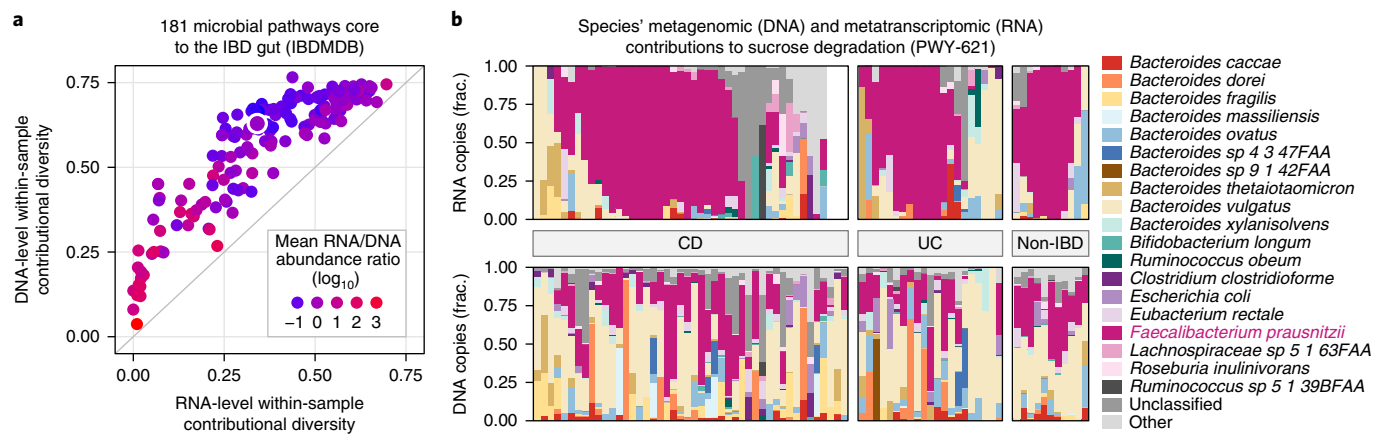 a
181 microbial pathways core
to the IBD gut (IBDMDB)
DNA-level within-sample
contributional diversity
0.75
0.50
0.25
0.00
Mean RNA/DNA
abundance ratio
(log10)
−1 0 1 2 3
0.00 0.25 0.50 0.75
RNA-level within-sample
contributional diversity
b
Species’ metagenomic (DNA) and metatranscriptomic (RNA)
contributions to sucrose degradation (PWY-621)
RNA copies (frac.)
1.00
0.75
0.50
0.25
0.00
CD UC Non-IBD
DNA copies (frac.)
1.00
0.75
0.50
0.25
0.00
Bacteroides caccae
Bacteroides dorei
Bacteroides fragilis
Bacteroides massiliensis
Bacteroides ovatus
Bacteroides sp 4 3 47FAA
Bacteroides sp 9 1 42FAA
Bacteroides thetaiotaomicron
Bacteroides vulgatus
Bacteroides xylanisolvens
Bifidobacterium longum
Ruminococcus obeum
Clostridium clostridioforme
Escherichia coli
Eubacterium rectale
Faecalibacterium prausnitzii
Lachnospiraceae sp 5 1 63FAA
Roseburia inulinivorans
Ruminococcus sp 5 1 39BFAA
Unclassified
Other